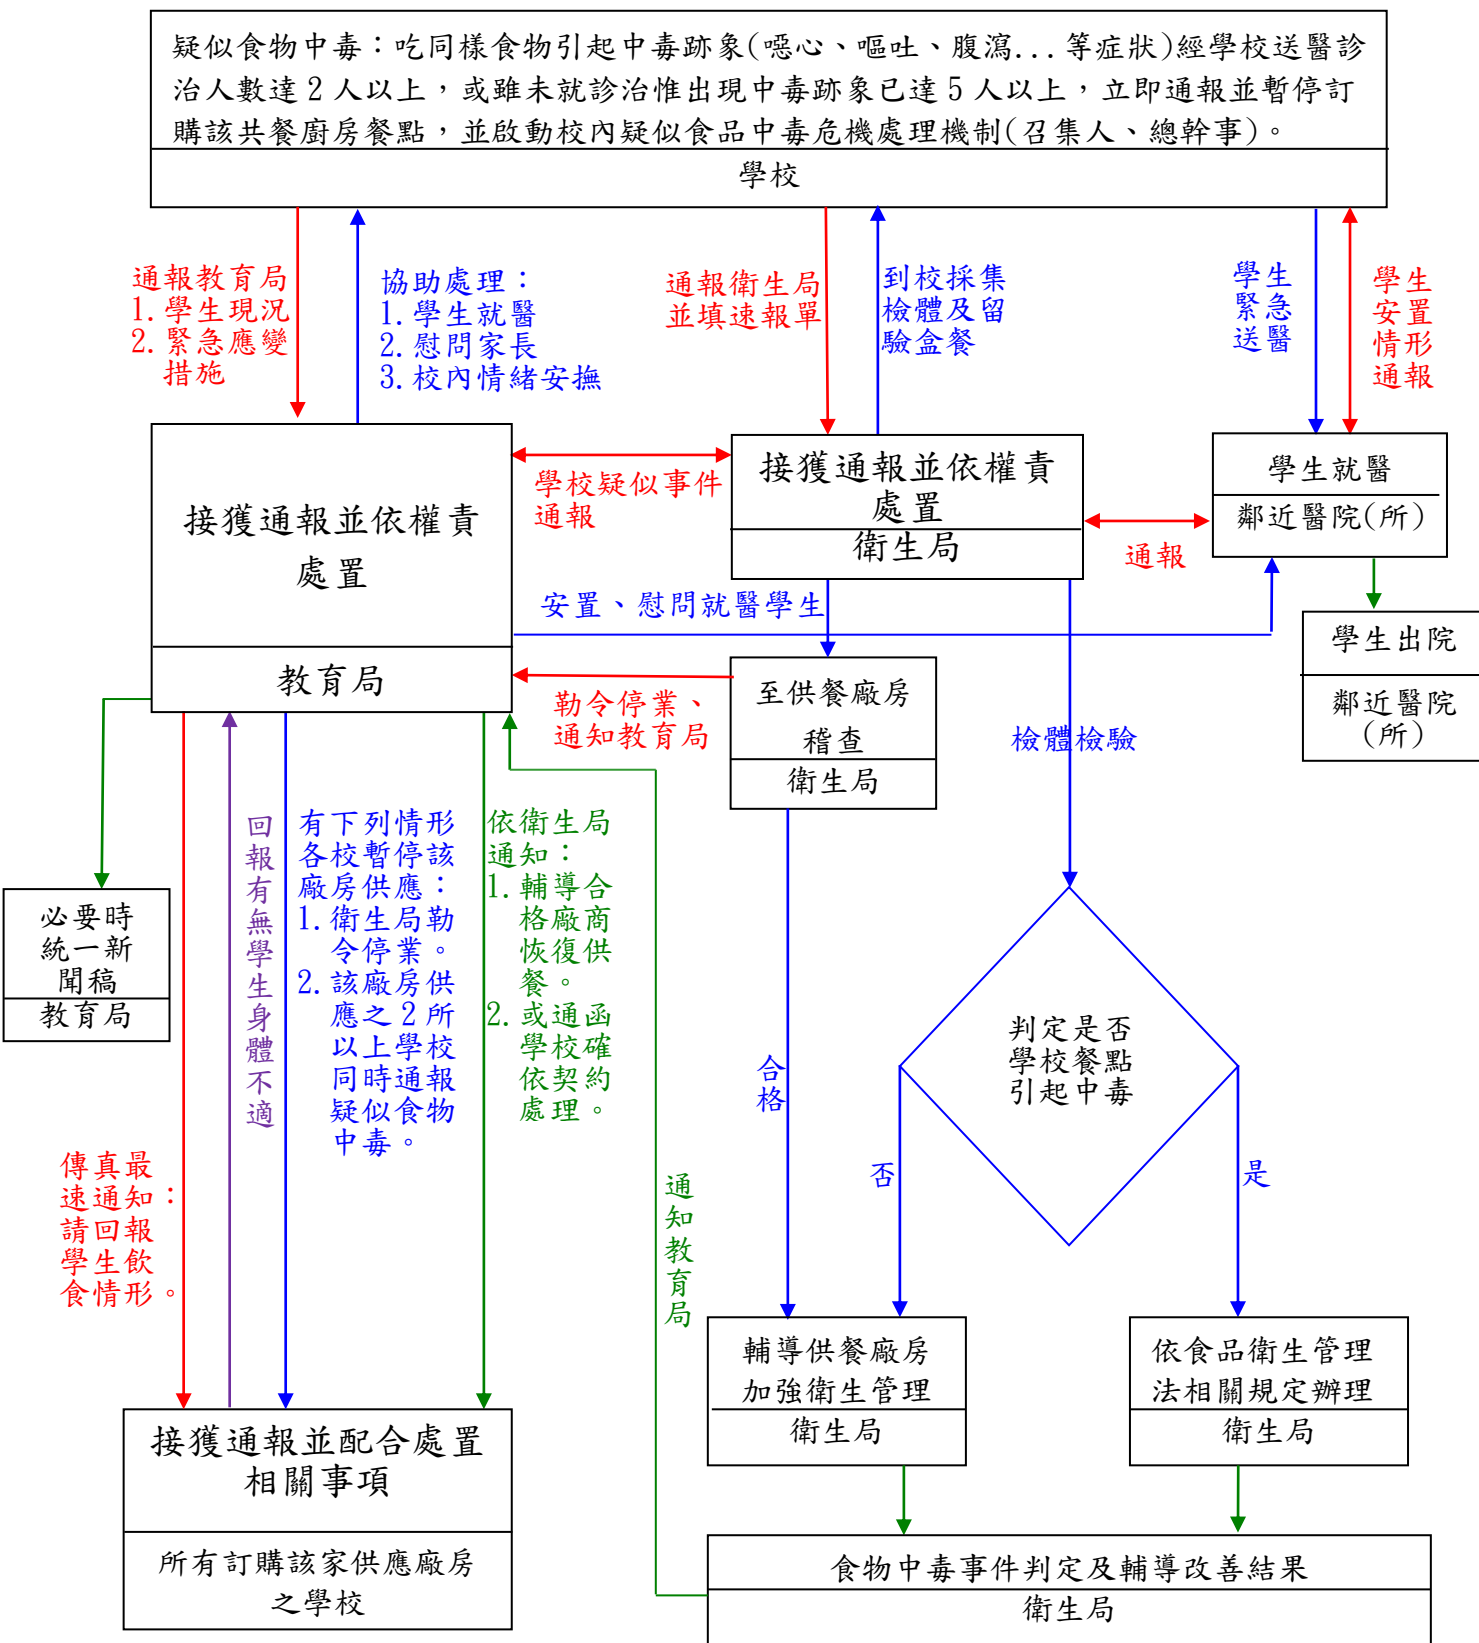 疑似食物中毒：吃同樣食物引起中毒跡象(噁心、嘔吐、腹瀉...等症狀)經學校送醫診
治人數達2人以上，或雖未就診治惟出現中毒跡象已達5人以上，立即通報並暫停訂
購該共餐廚房餐點，並啟動校內疑似食品中毒危機處理機制(召集人、總幹事)。
學校
通報教育局
1.學生現況
2.緊急應變
措施
協助處理：
1.學生就醫
2.慰問家長
3.校內情緒安撫
通報衛生局
並填速報單
到校採集
檢體及留
驗盒餐
學生
緊急
送醫
學生
安置
情形
通報
接獲通報並依權責
處置
教育局
學校疑似事件
通報
接獲通報並依權責
處置
衛生局
通報
學生就醫
鄰近醫院(所)
安置、慰問就醫學生
學生出院
鄰近醫院
(所)
勒令停業、
通知教育局
至供餐廠房
稽查
衛生局
檢體檢驗
必要時
統一新
聞稿
教育局
回報有無學生身體不適
有下列情形
各校暫停該
廠房供應：
1.衛生局勒
令停業。
2.該廠房供
應之2所
以上學校
同時通報
疑似食物
中毒。
依衛生局
通知：
1.輔導合
格廠商
恢復供
餐。
2.或通函
學校確
依契約
處理。
傳真最
速通知：
請回報
學生飲
食情形。
合格
判定是否
學校餐點
引起中毒
否
是
通知教育局
輔導供餐廠房
加強衛生管理
衛生局
依食品衛生管理
法相關規定辦理
衛生局
接獲通報並配合處置
相關事項
所有訂購該家供應廠房
之學校
食物中毒事件判定及輔導改善結果
衛生局